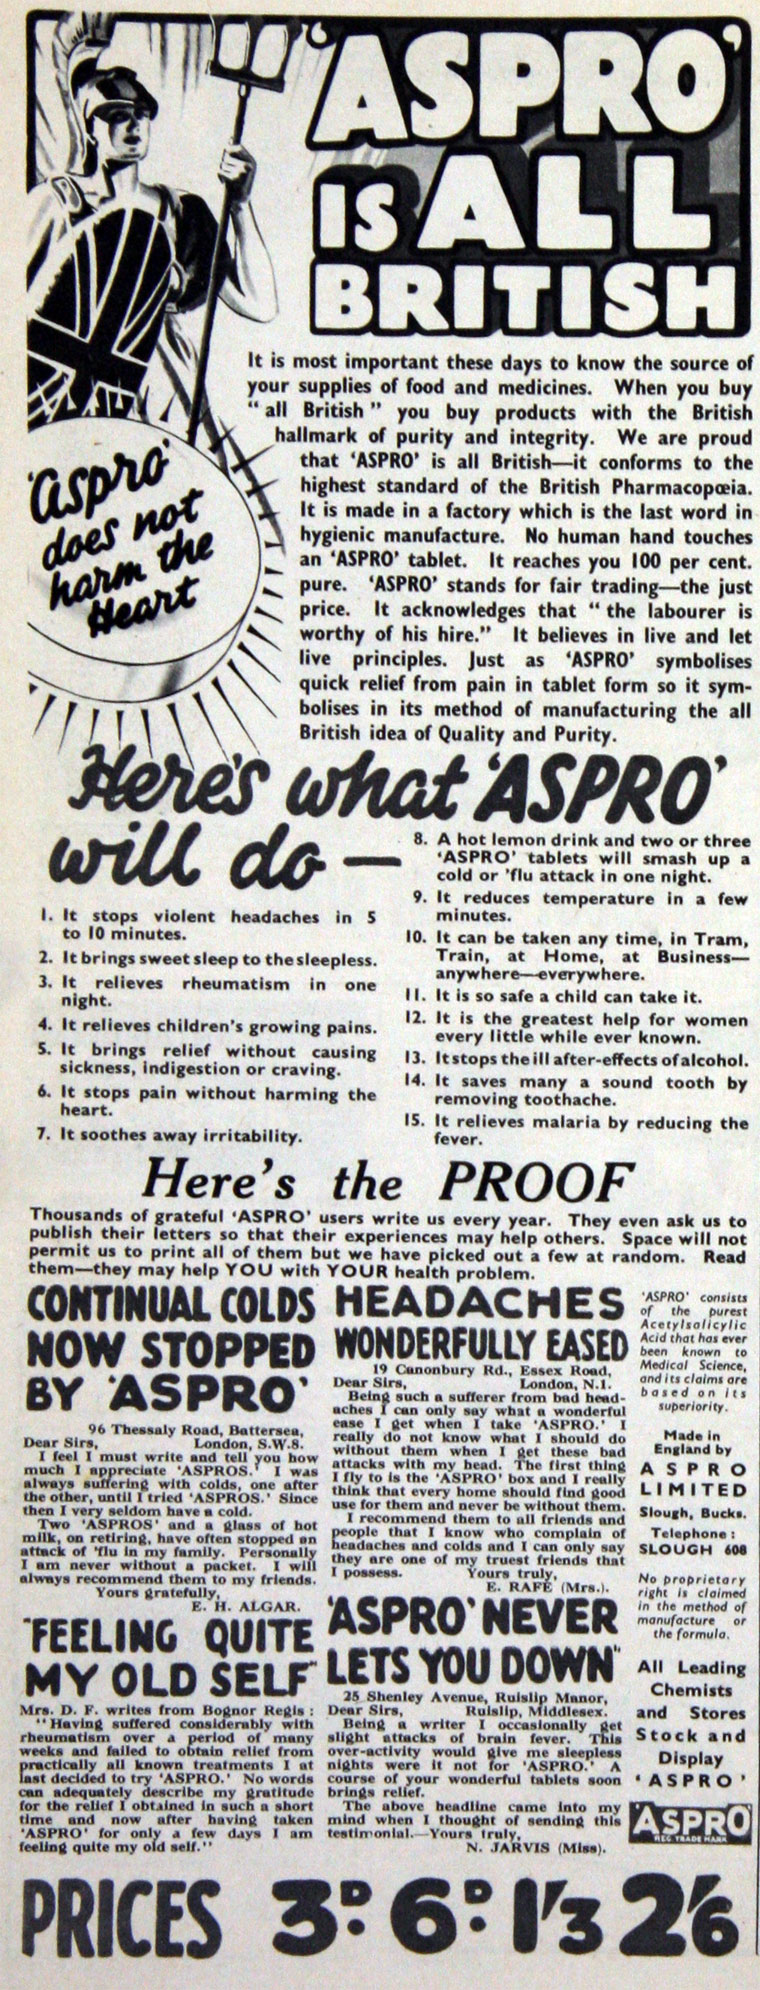 'ASPRO'
IS ALL
BRITISH
It is most important these days to know the source of
your supplies of food and medicines. When you buy
"all British" you buy products with the British
hallmark of purity and integrity. We are proud
that 'ASPRO' is all British—it conforms to the
highest standard of the British Pharmacopœia.
It is made in a factory which is the last word in
hygienic manufacture. No human hand touches
an 'ASPRO' tablet. It reaches you 100 per cent.
pure. 'ASPRO' stands for fair trading—the just
price. It acknowledges that "the labourer is
worthy of his hire." It believes in live and let
live principles. Just as 'ASPRO' symbolises
quick relief from pain in tablet form so it sym-
bolises in its method of manufacturing the all
British idea of Quality and Purity.
'Aspro'
does not
harm the
Heart
Here's what 'ASPRO'
will do —
1. It stops violent headaches in 5
to 10 minutes.
2. It brings sweet sleep to the sleepless.
3. It relieves rheumatism in one
night.
4. It relieves children's growing pains.
5. It brings relief without causing
sickness, indigestion or craving.
6. It stops pain without harming the
heart.
7. It soothes away irritability.
8. A hot lemon drink and two or three
'ASPRO' tablets will smash up a
cold or 'flu attack in one night.
9. It reduces temperature in a few
minutes.
10. It can be taken any time, in Tram,
Train, at Home, at Business—
anywhere—everywhere.
11. It is so safe a child can take it.
12. It is the greatest help for women
every little while ever known.
13. It stops the ill after-effects of alcohol.
14. It saves many a sound tooth by
removing toothache.
15. It relieves malaria by reducing the
fever.
Here's the PROOF
Thousands of grateful 'ASPRO' users write us every year. They even ask us to
publish their letters so that their experiences may help others. Space will not
permit us to print all of them but we have picked out a few at random. Read
them—they may help YOU with YOUR health problem.
CONTINUAL COLDS
NOW STOPPED
BY 'ASPRO'
96 Thessaly Road, Battersea,
Dear Sirs, London, S.W.8.
I feel I must write and tell you how
much I appreciate 'ASPROS.' I was
always suffering with colds, one after
the other, until I tried 'ASPROS.' Since
then I very seldom have a cold.
Two 'ASPROS' and a glass of hot
milk, on retiring, have often stopped an
attack of 'flu in my family. Personally
I am never without a packet. I will
always recommend them to my friends.
Yours gratefully,
E. H. ALGAR.
"FEELING QUITE
MY OLD SELF"
Mrs. D. F. writes from Bognor Regis:
"Having suffered considerably with
rheumatism over a period of many
weeks and failed to obtain relief from
practically all known treatments I at
last decided to try 'ASPRO.' No words
can adequately describe my gratitude
for the relief I obtained in such a short
time and now after having taken
'ASPRO' for only a few days I am
feeling quite my old self."
HEADACHES
WONDERFULLY EASED
19 Canonbury Rd., Essex Road,
Dear Sirs, London, N.1.
Being such a sufferer from bad head-
aches I can only say what a wonderful
ease I get when I take 'ASPRO.' I
really do not know what I should do
without them when I get these bad
attacks with my head. The first thing
I fly to is the 'ASPRO' box and I really
think that every home should find good
use for them and never be without them.
I recommend them to all friends and
people that I know who complain of
headaches and colds and I can only say
they are one of my truest friends that
I possess. Yours truly,
E. RAFE (Mrs.).
'ASPRO' NEVER
LETS YOU DOWN"
25 Shenley Avenue, Ruislip Manor,
Dear Sirs, Ruislip, Middlesex.
Being a writer I occasionally get
slight attacks of brain fever. This
over-activity would give me sleepless
nights were it not for 'ASPRO.' A
course of your wonderful tablets soon
brings relief.
The above headline came into my
mind when I thought of sending this
testimonial.—Yours truly,
N. JARVIS (Miss).
'ASPRO' consists
of the purest
Acetylsalicylic
Acid that has ever
been known to
Medical Science,
and its claims are
based on its
superiority.
Made in
England by
ASPRO
LIMITED
Slough, Bucks.
Telephone:
SLOUGH 608
No proprietary
right is claimed
in the method of
manufacture or
the formula.
All Leading
Chemists
and Stores
Stock and
Display
'ASPRO'
'ASPRO'
REG. TRADE MARK
PRICES 3D. 6D. 1/3 2/6